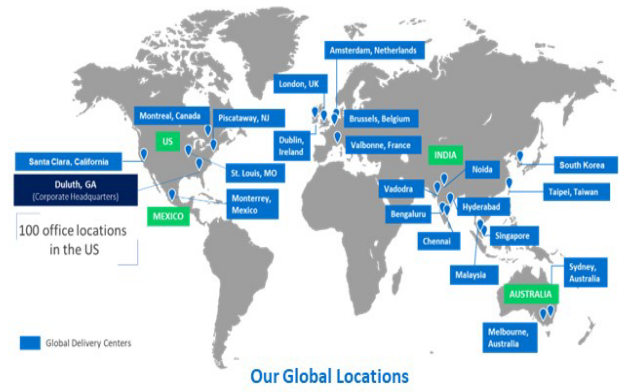 Amsterdam, Netherlands
London, UK
Montreal, Canada
Piscataway, NJ
Brussels, Belgium
US
Dublin,
Ireland
Valbonne, France
INDIA
Santa Clara, California
St. Louis, MO
Noida
South Korea
Duluth, GA
(Corporate Headquarters)
Vadodra
Taipei, Taiwan
Monterrey,
Mexico
MEXICO
Bengaluru
Hyderabad
100 office locations
in the US
Chennai
Singapore
Malaysia
Sydney,
Australia
AUSTRALIA
Melbourne,
Australia
Global Delivery Centers
Our Global Locations